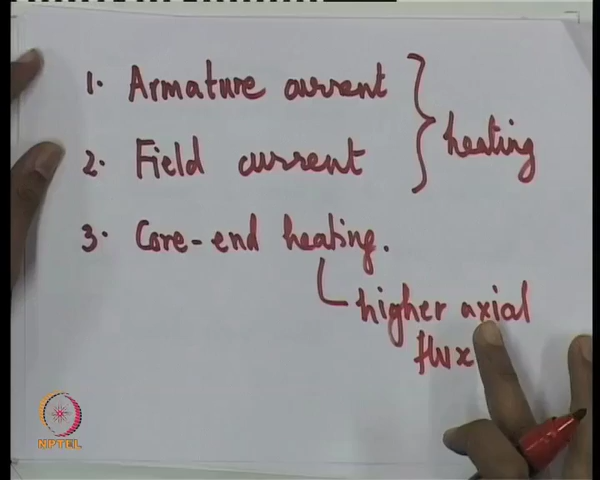 1. Armature current
2. Field current
heating
3. Core-end heating.
higher axial
flux
NPTEL